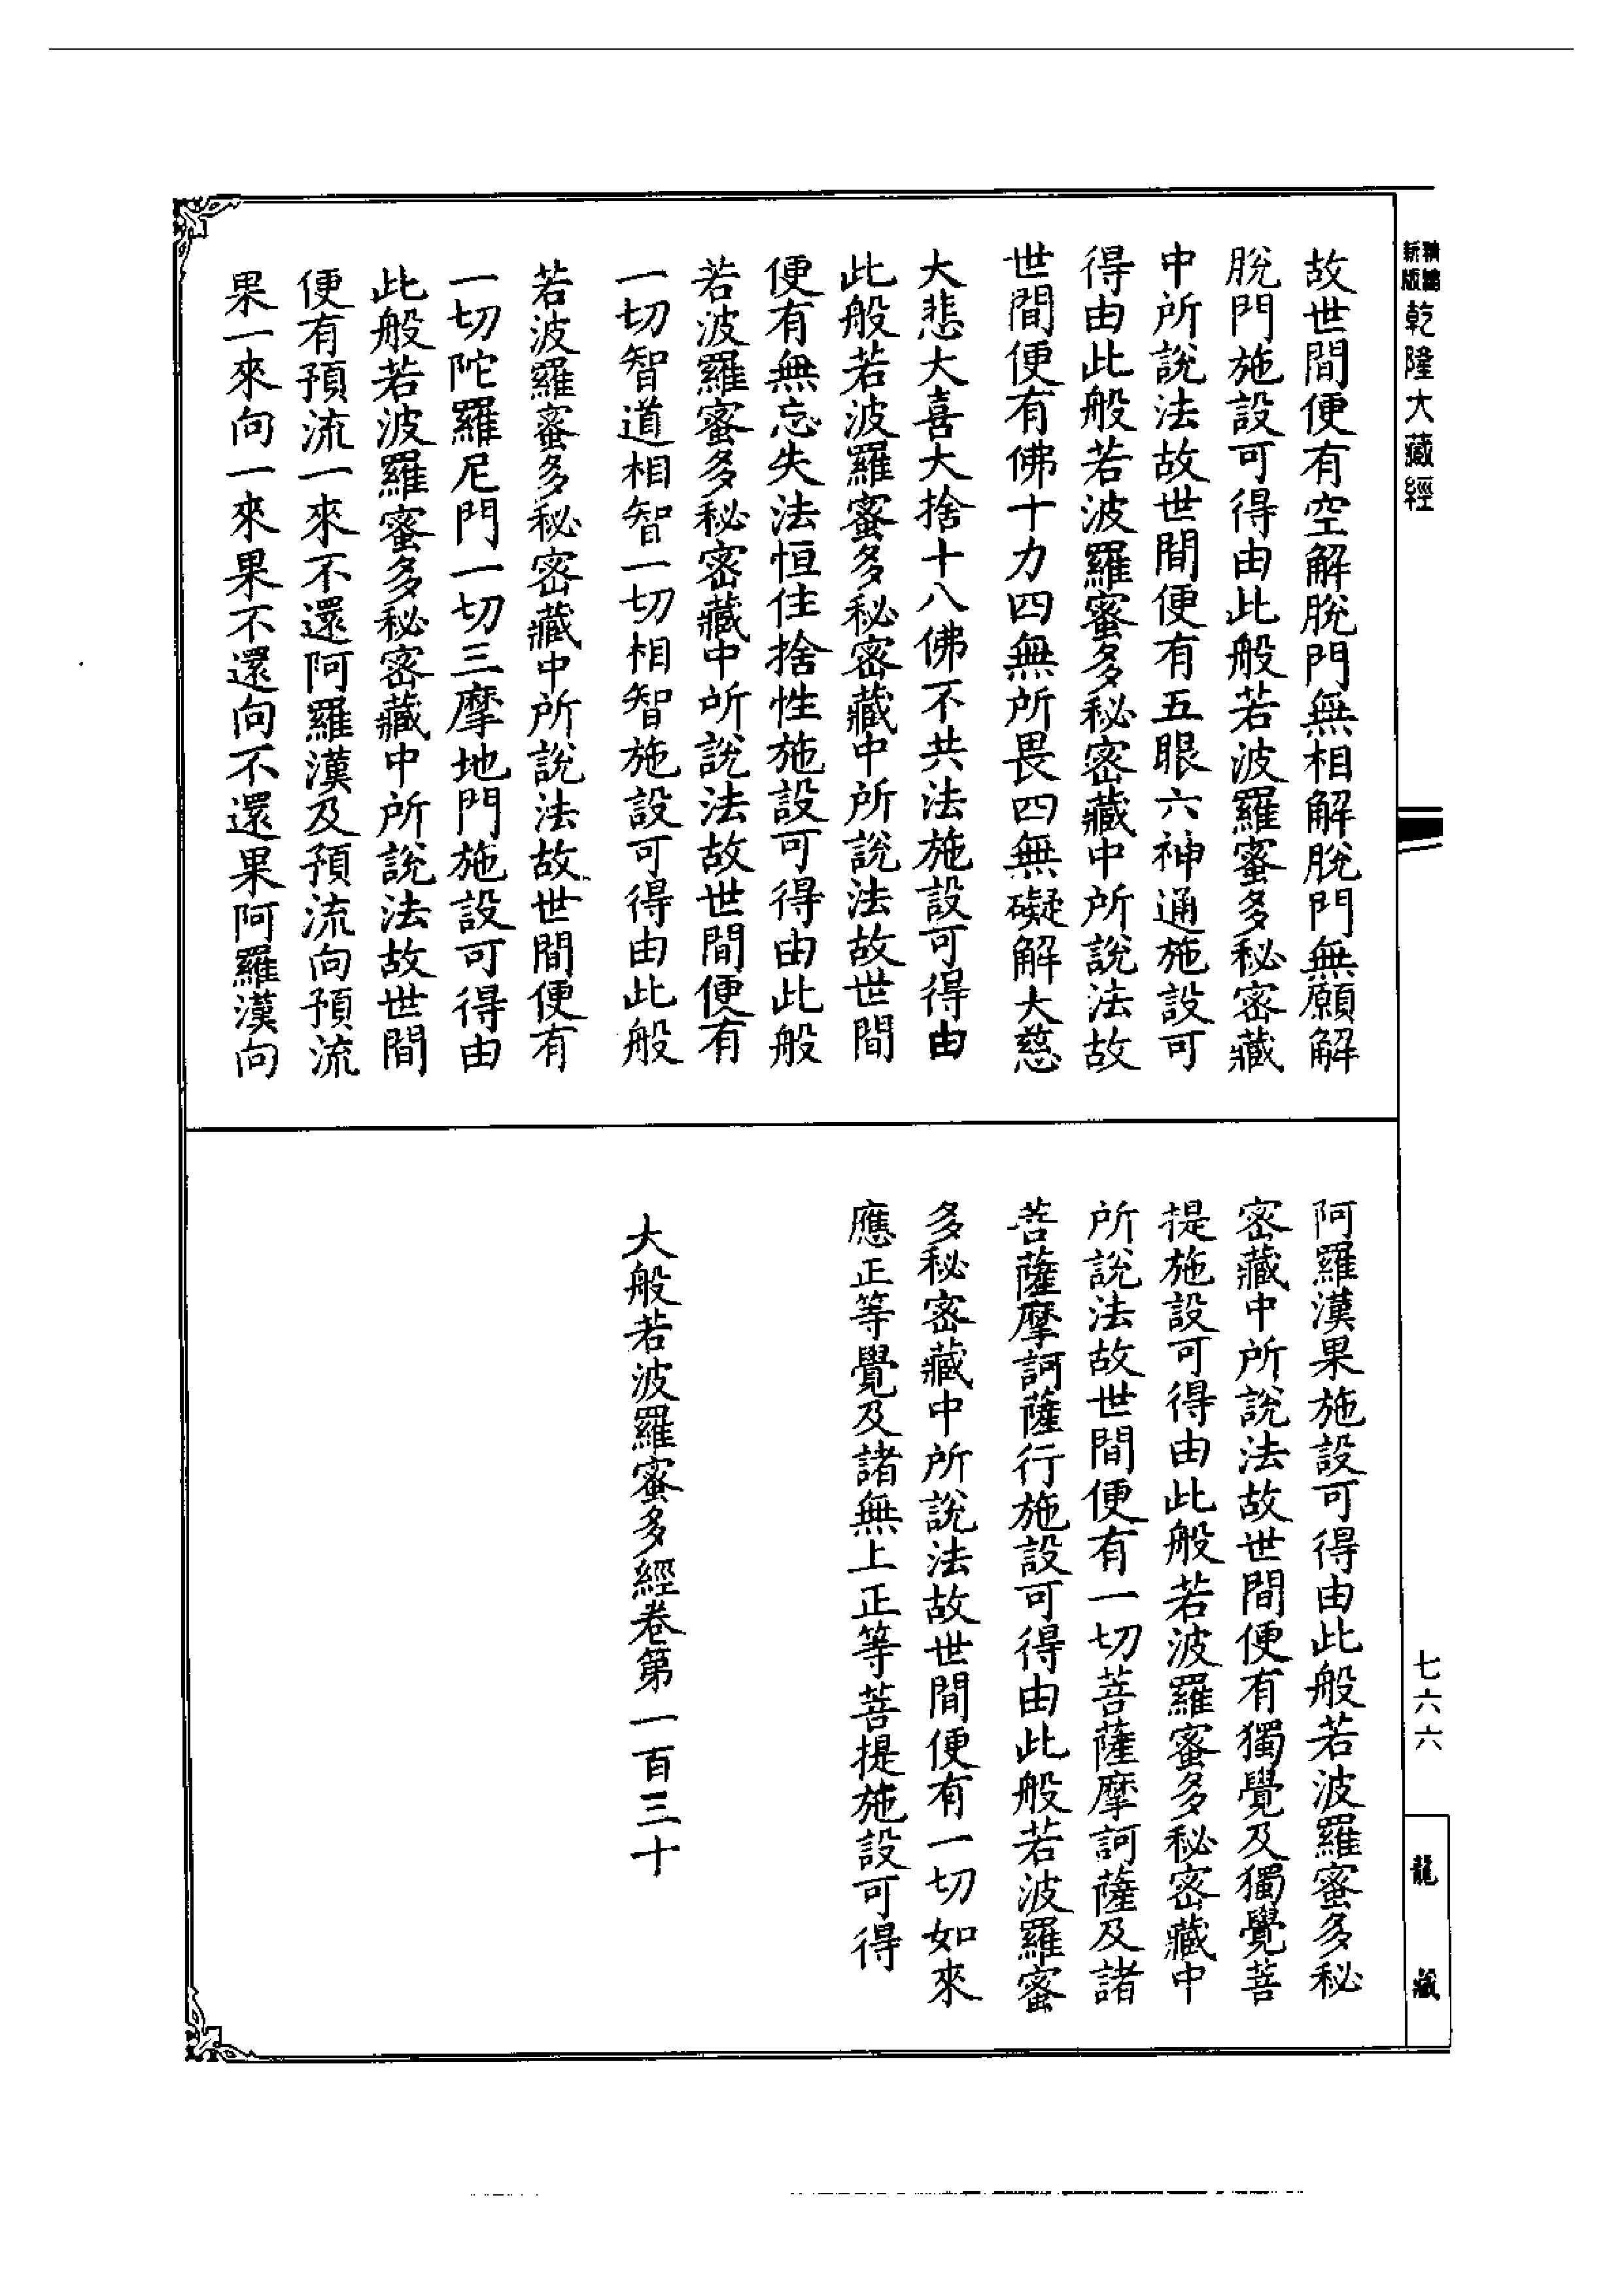 精編
新版
乾隆大藏經
故世間便有空解脫門無相解脫門無願解
脫門施設可得由此般若波羅蜜多秘密藏
中所說法故世間便有五眼六神通施設可
得由此般若波羅蜜多秘密藏中所說法故
世間便有佛十力四無所畏四無礙解大慈
大悲大喜大捨十八佛不共法施設可得由
此般若波羅蜜多秘密藏中所說法故世間
便有無忘失法恒住捨性施設可得由此般
若波羅蜜多秘密藏中所說法故世間便有
一切智道相智一切相智施設可得由此般
若波羅蜜多秘密藏中所說法故世間便有
一切陀羅尼門一切三摩地門施設可得由
此般若波羅蜜多秘密藏中所說法故世間
便有預流一來不還阿羅漢及預流向預流
果一來向一來果不還向不還果阿羅漢向
阿羅漢果施設可得由此般若波羅蜜多秘
密藏中所說法故世間便有獨覺及獨覺菩
提施設可得由此般若波羅蜜多秘密藏中
所說法故世間便有一切菩薩摩訶薩及諸
菩薩摩訶薩行施設可得由此般若波羅蜜
多秘密藏中所說法故世間便有一切如來
應正等覺及諸無上正等菩提施設可得
大般若波羅蜜多經卷第一百三十
七六六
龍藏